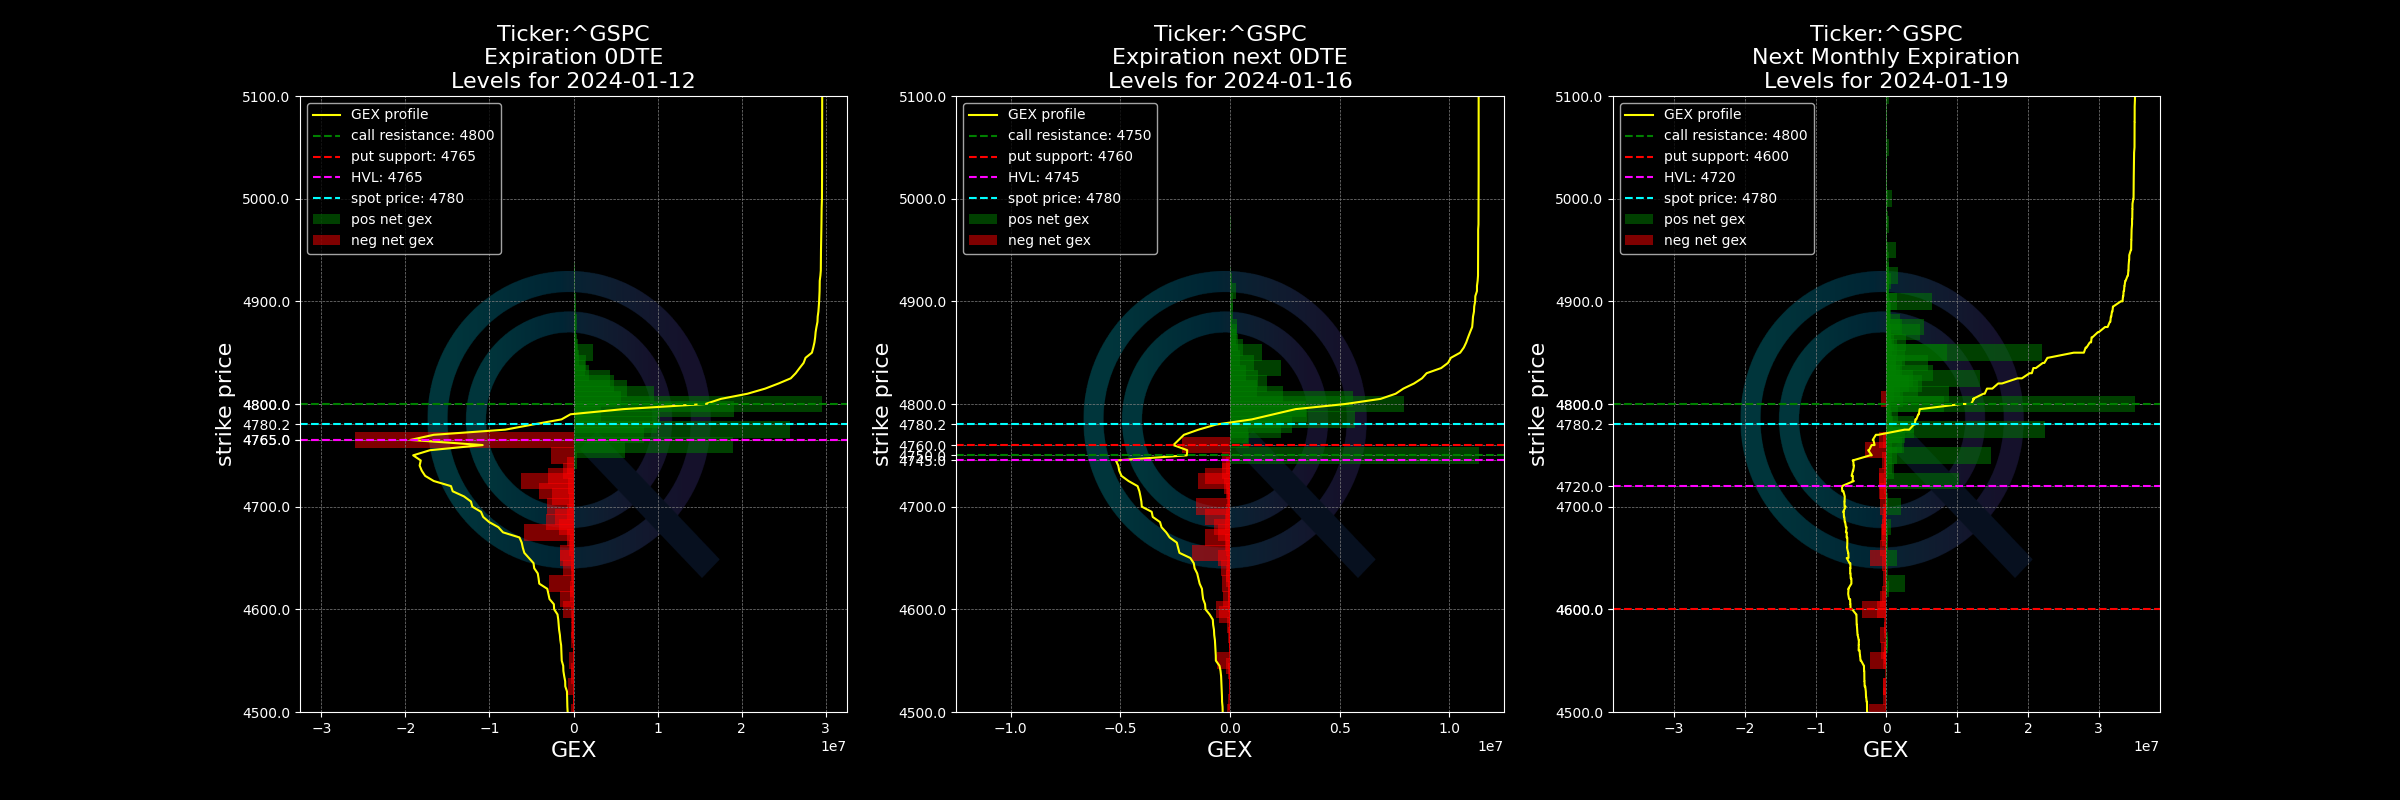 Ticker:^GSPC
Expiration 0DTE
Levels for 2024-01-12
GEX profile
call resistance: 4800
put support: 4765
HVL: 4765
spot price: 4780
pos net gex
neg net gex
5100.0
5000.0
4900.0
4800.0
4780.2
4765.0
4700.0
4600.0
4500.0
strike price
−3
−2
−1
0
1
2
3
1e7
GEX
Ticker:^GSPC
Expiration next 0DTE
Levels for 2024-01-16
GEX profile
call resistance: 4750
put support: 4760
HVL: 4745
spot price: 4780
pos net gex
neg net gex
5100.0
5000.0
4900.0
4800.0
4780.2
4760.0
4745.0
4700.0
4600.0
4500.0
strike price
−1.0
−0.5
0.0
0.5
1.0
1e7
GEX
Ticker:^GSPC
Next Monthly Expiration
Levels for 2024-01-19
GEX profile
call resistance: 4800
put support: 4600
HVL: 4720
spot price: 4780
pos net gex
neg net gex
5100.0
5000.0
4900.0
4800.0
4780.2
4720.0
4700.0
4600.0
4500.0
strike price
−3
−2
−1
0
1
2
3
1e7
GEX